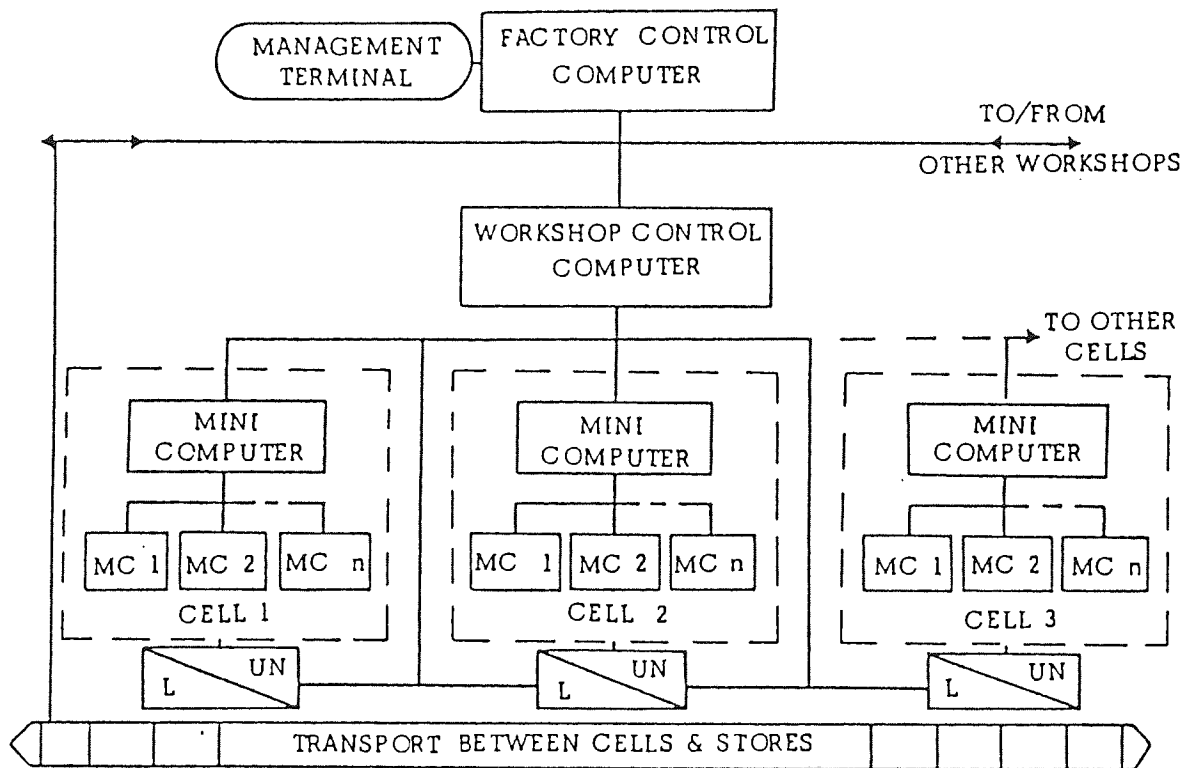 MANAGEMENT
TERMINAL
FACTORY CONTROL
COMPUTER
TO/FROM
OTHER WORKSHOPS
WORKSHOP CONTROL
COMPUTER
TO OTHER
CELLS
MINI
COMPUTER
MC 1
MC 2
MC n
CELL 1
MINI
COMPUTER
MC 1
MC 2
MC n
CELL 2
MINI
COMPUTER
MC 1
MC 2
MC n
CELL 3
L UN
L UN
L UN
TRANSPORT BETWEEN CELLS & STORES